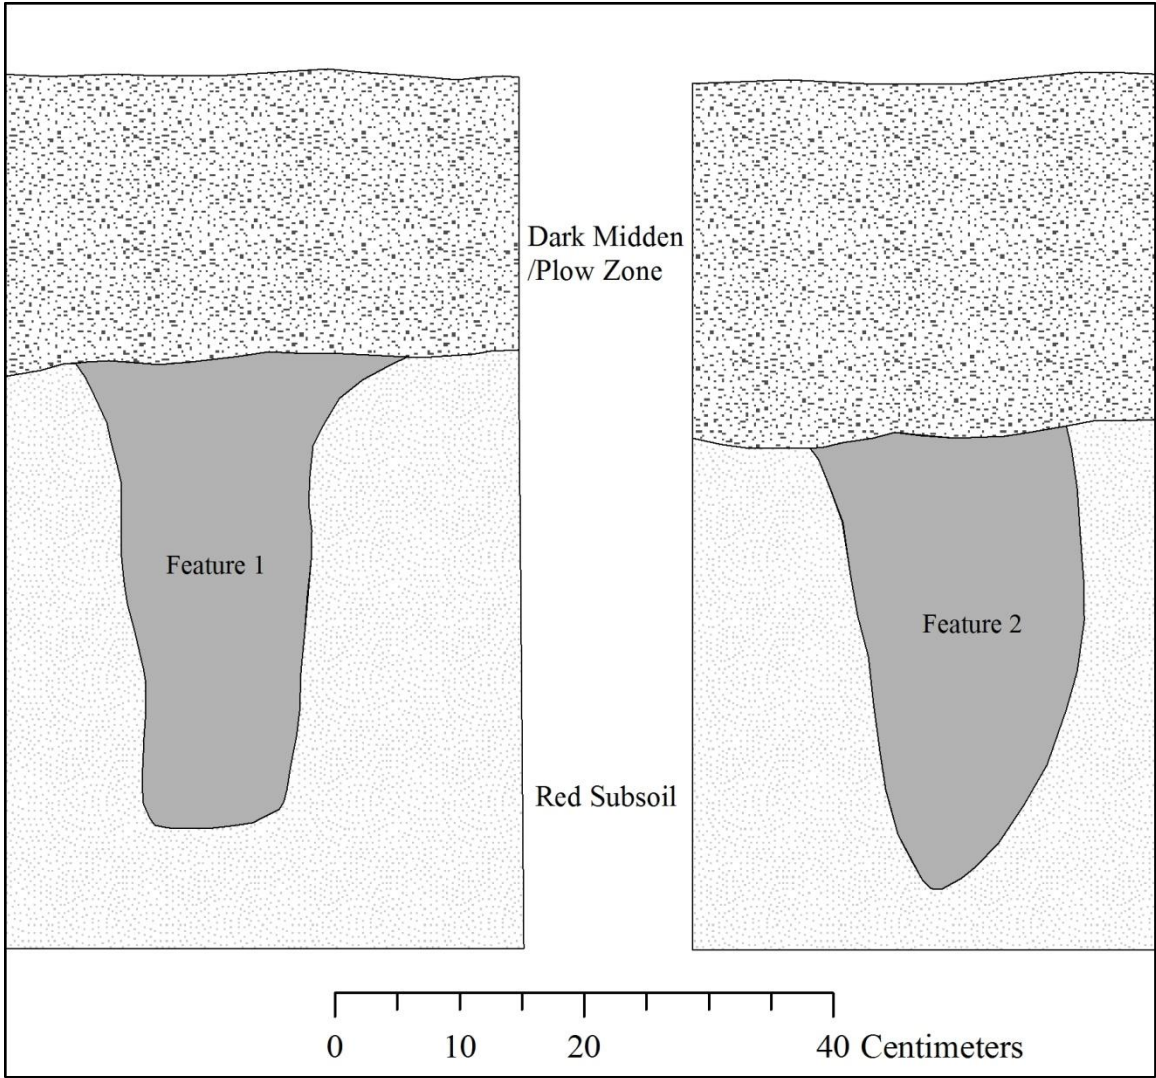 Dark Midden
/Plow Zone
Feature 1
Feature 2
Red Subsoil
0 10 20 40 Centimeters